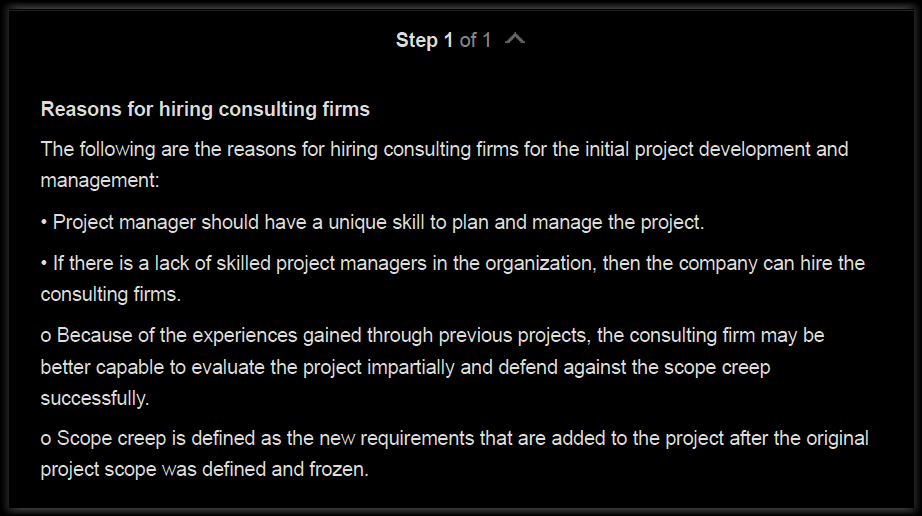 Step 1 of 1
Reasons for hiring consulting firms
The following are the reasons for hiring consulting firms for the initial project development and
management:
• Project manager should have a unique skill to plan and manage the project.
• If there is a lack of skilled project managers in the organization, then the company can hire the
consulting firms.
o Because of the experiences gained through previous projects, the consulting firm may be
better capable to evaluate the project impartially and defend against the scope creep
successfully.
o Scope creep is defined as the new requirements that are added to the project after the original
project scope was defined and frozen.